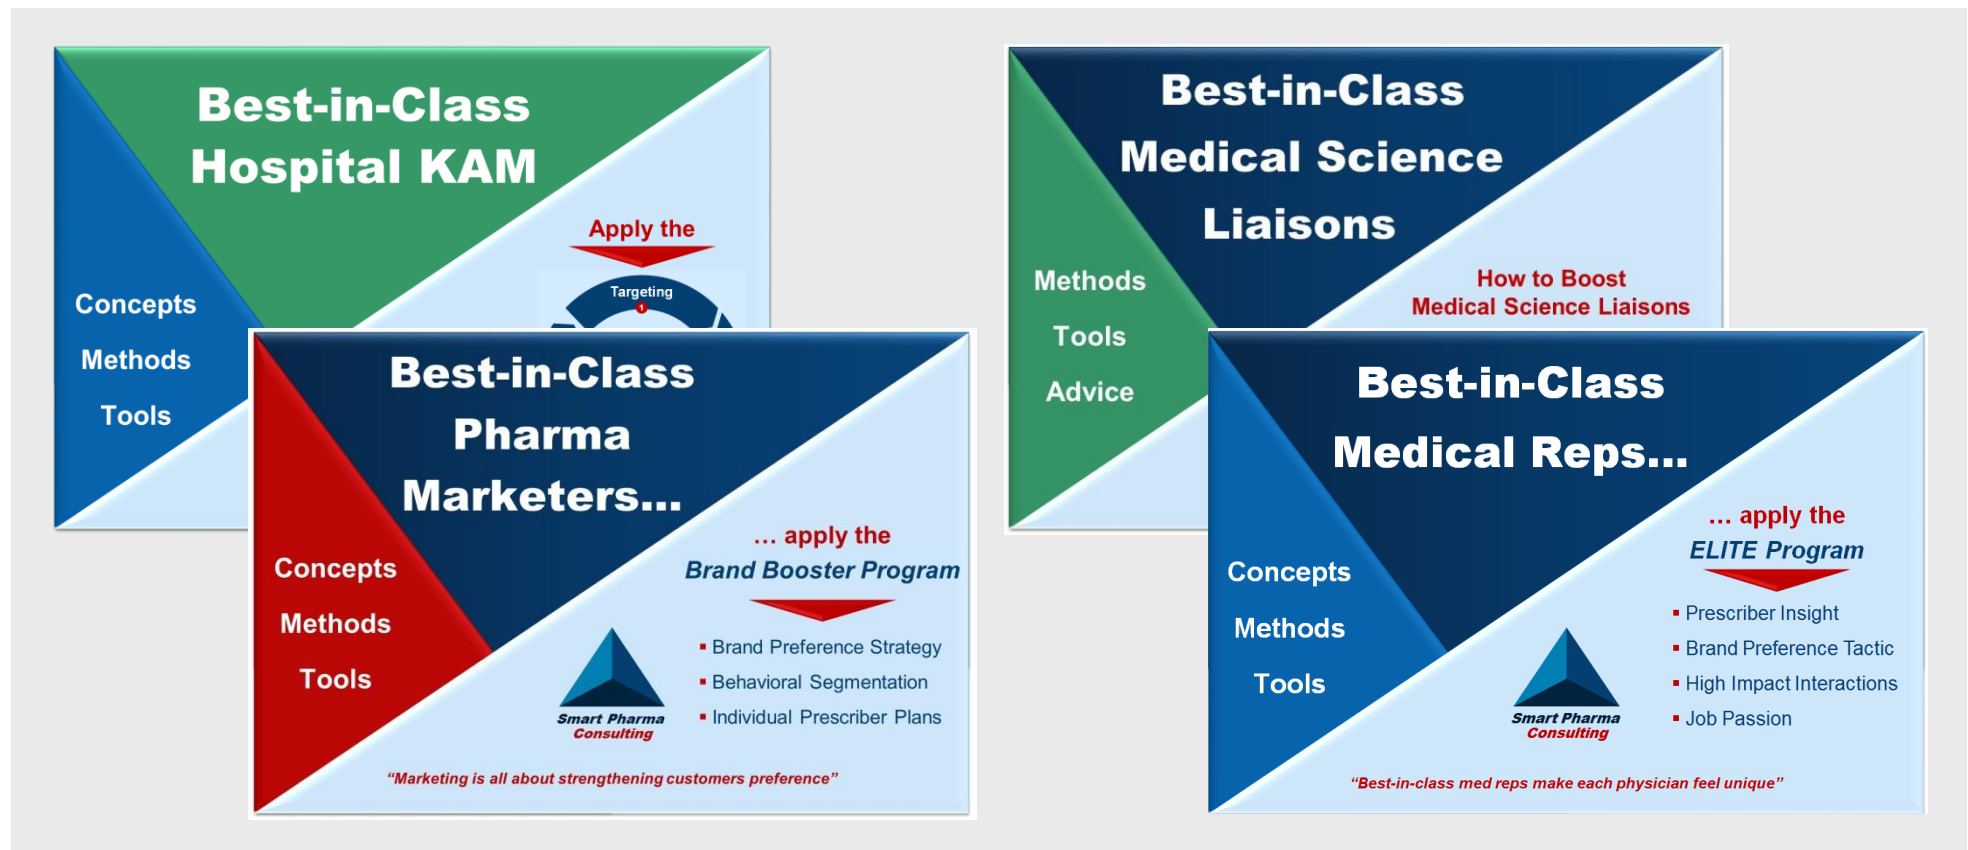 Best-in-Class
Hospital KAM
Apply the
Targeting
1
Concepts
Methods
Tools
Best-in-Class
Pharma
Marketers...
Concepts
Methods
Tools
... apply the
Brand Booster Program
▪ Brand Preference Strategy
▪ Behavioral Segmentation
▪ Individual Prescriber Plans
Smart Pharma
Consulting
“Marketing is all about strengthening customers preference”
Best-in-Class
Medical Science
Liaisons
Methods
Tools
Advice
How to Boost
Medical Science Liaisons
Best-in-Class
Medical Reps...
Concepts
Methods
Tools
... apply the
ELITE Program
▪ Prescriber Insight
▪ Brand Preference Tactic
▪ High Impact Interactions
▪ Job Passion
Smart Pharma
Consulting
“Best-in-class med reps make each physician feel unique”